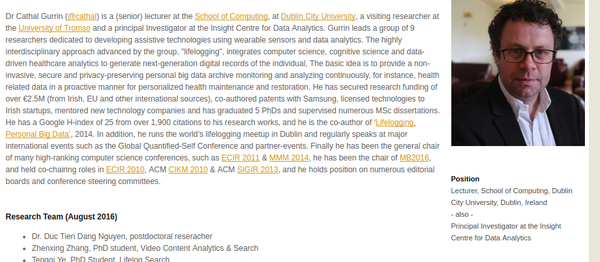 Dr Cathal Gurrin (@cathal) is a (senior) lecturer at the School of Computing, at Dublin City University, a visiting researcher at
the University of Tromso and a principal Investigator at the Insight Centre for Data Analytics. Gurrin leads a group of 9
researchers dedicated to developing assistive technologies using wearable sensors and data analytics. The highly
interdisciplinary approach advanced by the group, "lifelogging", integrates computer science, cognitive science and data-
driven healthcare analytics to generate next-generation digital records of the individual, The basic idea is to provide a non-
invasive, secure and privacy-preserving personal big data archive monitoring and analyzing continuously, for instance, health
related data in a proactive manner for personalized health maintenance and restoration. He has secured research funding of
over €2.5M (from Irish, EU and other international sources), co-authored patents with Samsung, licensed technologies to
Irish startups, mentored new technology companies and has graduated 5 PhDs and supervised numerous MSc dissertations.
He has a Google H-index of 25 from over 1,900 citations to his research works, and he is the co-author of 'Lifelogging,
Personal Big Data', 2014. In addition, he runs the world's lifelogging meetup in Dublin and regularly speaks at major
international events such as the Global Quantified-Self Conference and partner-events. Finally he has been the general chair
of many high-ranking computer science conferences, such as ECIR 2011 & MMM 2014, he has been the chair of MB2016,
and held co-chairing roles in ECIR 2010, ACM CIKM 2010 & ACM SIGIR 2013, and he holds position on numerous editorial
boards and conference steering committees.
Research Team (August 2016)
• Dr. Duc Tien Dang Nguyen, postdoctoral reseracher
• Zhenxing Zhang, PhD student, Video Content Analytics & Search
• Tengqi Ye, PhD Student, Lifelog Search
Position
Lecturer, School of Computing, Dublin
City University, Dublin, Ireland
- also -
Principal Investigator at the Insight
Centre for Data Analytics